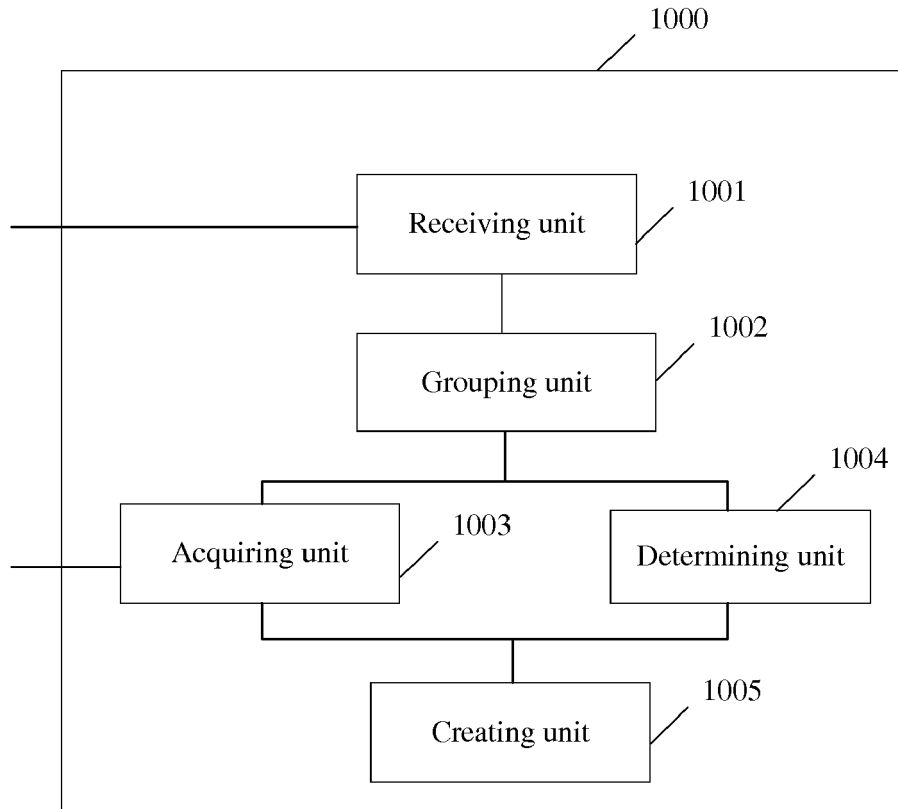 1000
1001
Receiving unit
1002
Grouping unit
1004
1003
Acquiring unit
Determining unit
1005
Creating unit